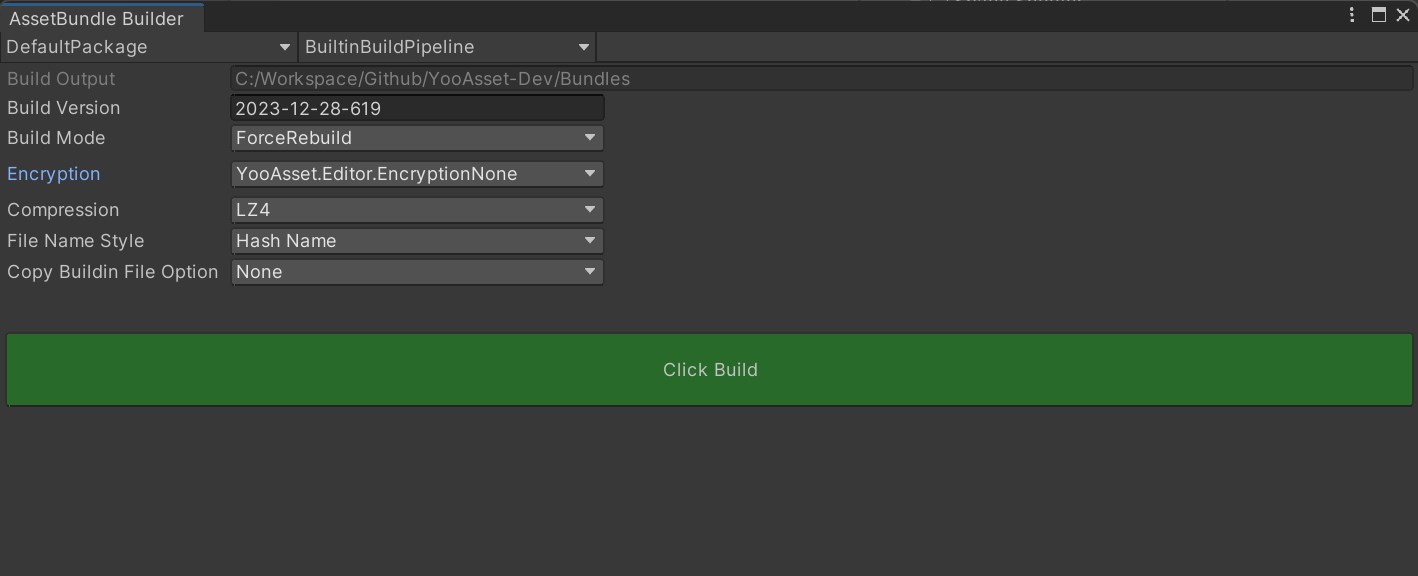 AssetBundle Builder
DefaultPackage BuiltinBuildPipeline
Build Output C:/Workspace/Github/YooAsset-Dev/Bundles
Build Version 2023-12-28-619
Build Mode ForceRebuild
Encryption YooAsset.Editor.EncryptionNone
Compression LZ4
File Name Style Hash Name
Copy Buildin File Option None
Click Build